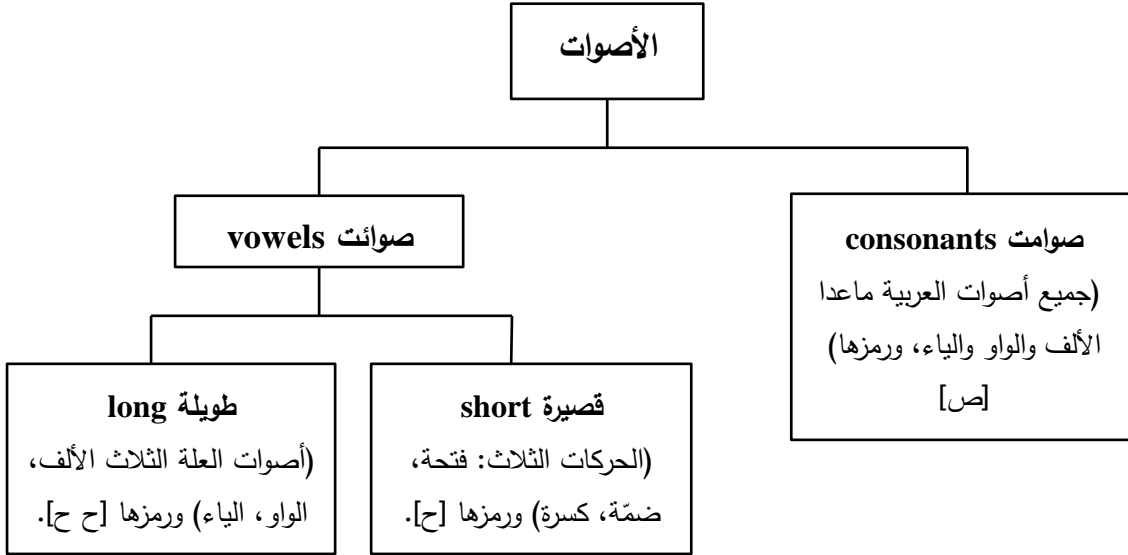 الأصوات
صوامت consonants
(جميع أصوات العربية ماعدا
الألف والواو والياء، ورمزها)
[ص]
صوائت vowels
قصيرة short
(الحركات الثلاث: فتحة،
ضمّة، كسرة) ورمزها [ح].
طويلة long
(أصوات العلة الثلاث الألف،
الواو، الياء) ورمزها [ح ح].